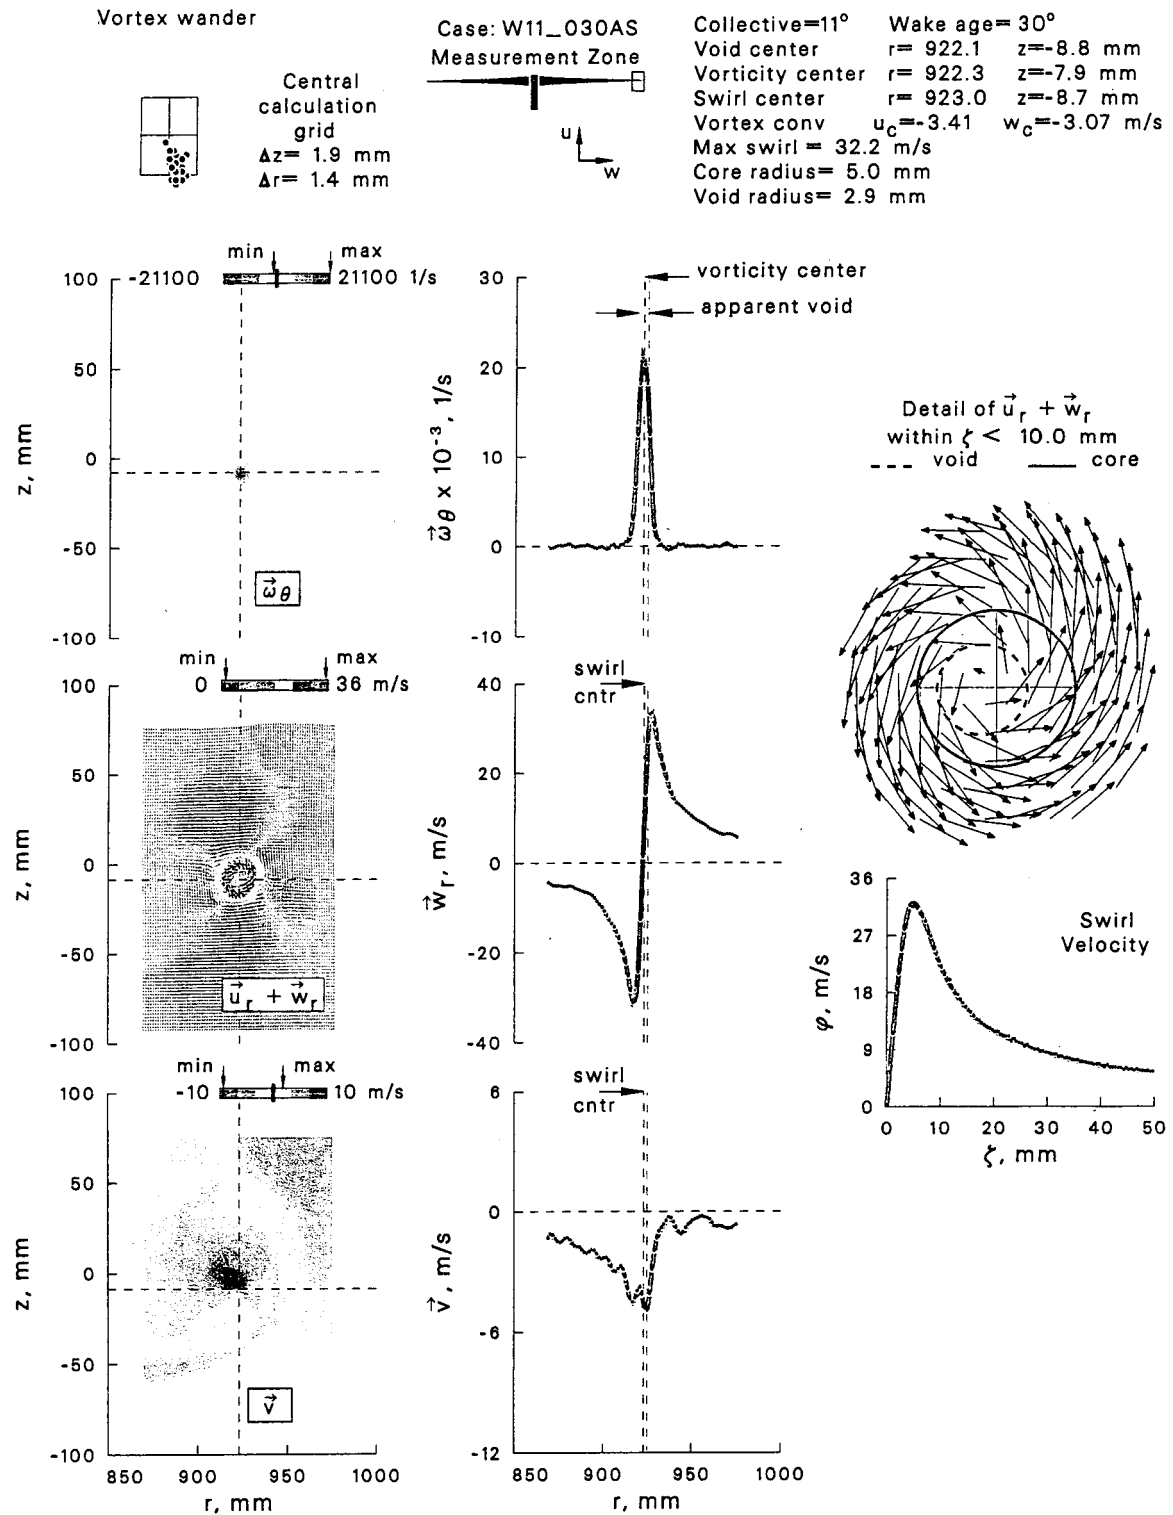 Vortex wander
Central
calculation
grid
Δz= 1.9 mm
Δr= 1.4 mm
Case: W11_030AS
Measurement Zone
u
w
Collective=11° Wake age= 30°
Void center r= 922.1 z=-8.8 mm
Vorticity center r= 922.3 z=-7.9 mm
Swirl center r= 923.0 z=-8.7 mm
Vortex conv u_c=-3.41 w_c=-3.07 m/s
Max swirl = 32.2 m/s
Core radius= 5.0 mm
Void radius= 2.9 mm
min max
-21100 21100 1/s
100
50
0
-50
-100
z, mm
ω⃗θ
30
20
10
0
-10
ω⃗θ x 10⁻³, 1/s
vorticity center
apparent void
Detail of u⃗r + w⃗r
within ζ < 10.0 mm
void core
min max
0 36 m/s
100
50
0
-50
-100
z, mm
u⃗r + w⃗r
swirl
cntr
40
20
0
-20
-40
w⃗r, m/s
36
27
18
9
0
φ, m/s
Swirl
Velocity
0 10 20 30 40 50
ζ, mm
min max
-10 10 m/s
100
50
0
-50
-100
z, mm
v⃗
850 900 950 1000
r, mm
swirl
cntr
6
0
-6
-12
v⃗, m/s
850 900 950 1000
r, mm